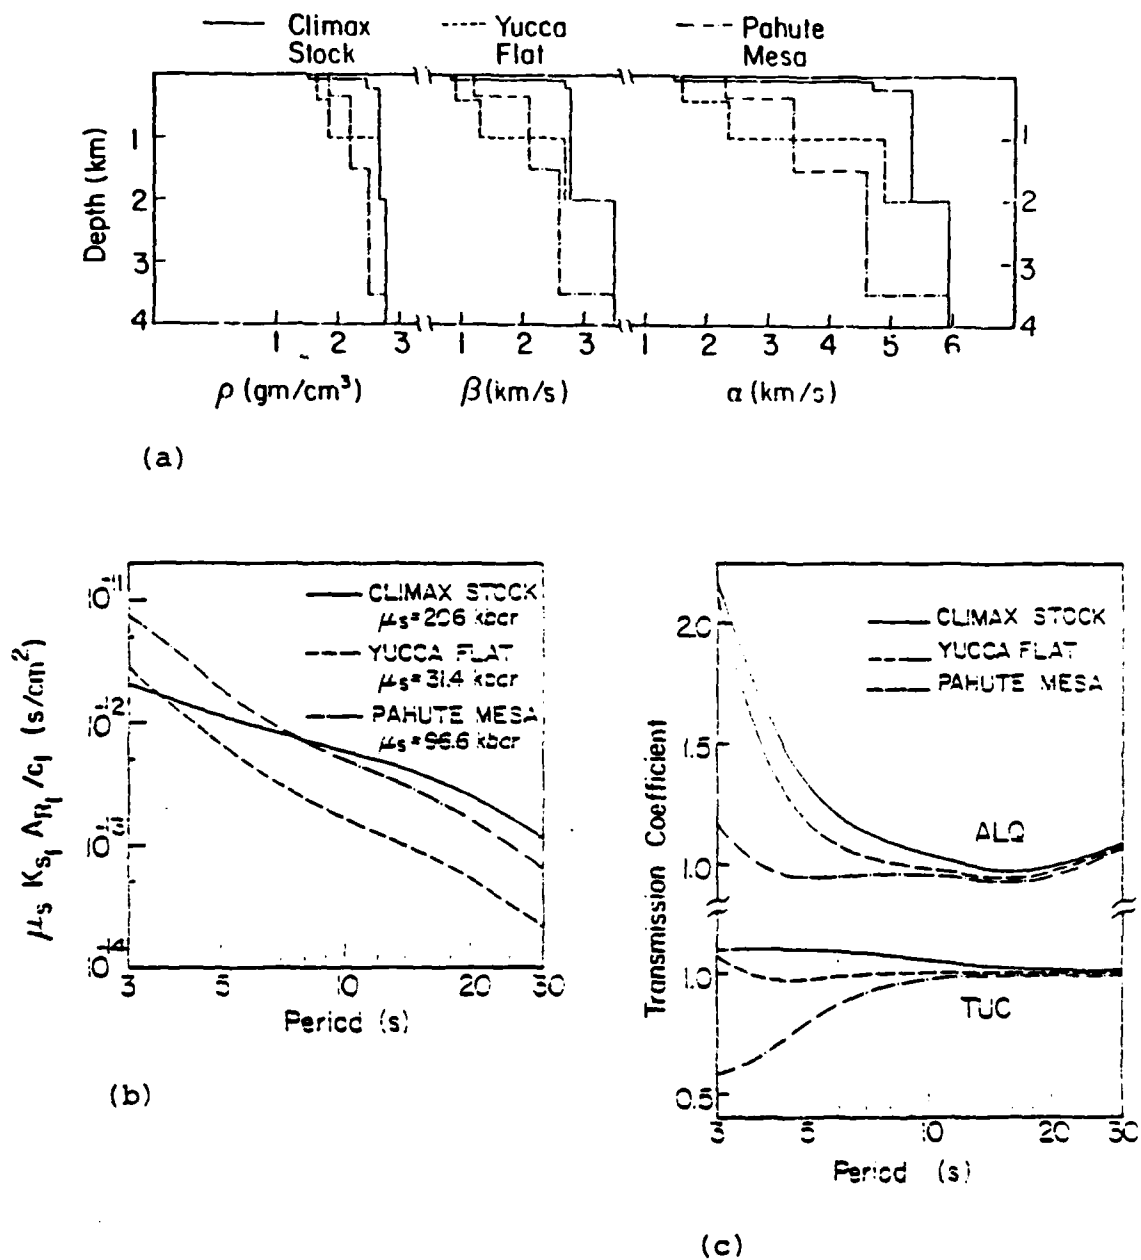 Climax Stock
Yucca Flat
Pahute Mesa
Depth (km)
1
2
3
4
1
2
3
4
1 2 3
1 2 3
1 2 3 4 5 6
ρ (gm/cm³)
β (km/s)
α (km/s)
(a)
μs Ks₁ AR₁/c₁ (s/cm²)
CLIMAX STOCK
μs=206 kbar
YUCCA FLAT
μs=31.4 kbar
PAHUTE MESA
μs=96.6 kbar
3 5 10 20 30
Period (s)
(b)
Transmission Coefficient
2.0
1.5
1.0
1.0
0.5
CLIMAX STOCK
YUCCA FLAT
PAHUTE MESA
ALQ
TUC
3 5 10 20 30
Period (s)
(c)